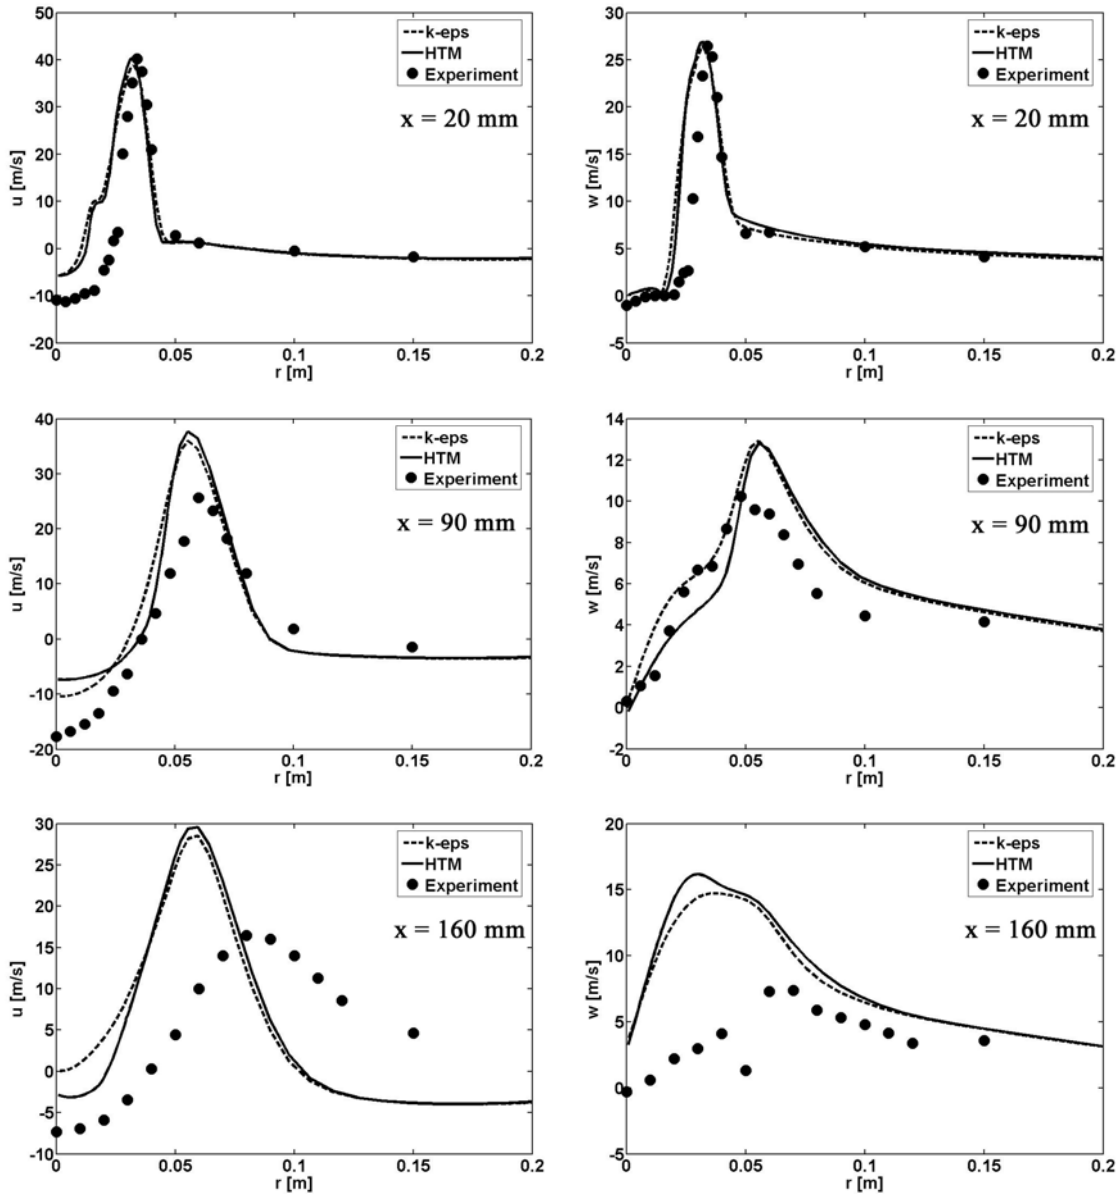 50
40
30
20
10
0
-10
-20
u [m/s]
0 0.05 0.1 0.15 0.2
r [m]
k-eps
HTM
Experiment
x = 20 mm
30
25
20
15
10
5
0
-5
w [m/s]
0 0.05 0.1 0.15 0.2
r [m]
k-eps
HTM
Experiment
x = 20 mm
40
30
20
10
0
-10
-20
u [m/s]
0 0.05 0.1 0.15 0.2
r [m]
k-eps
HTM
Experiment
x = 90 mm
14
12
10
8
6
4
2
0
-2
w [m/s]
0 0.05 0.1 0.15 0.2
r [m]
k-eps
HTM
Experiment
x = 90 mm
30
25
20
15
10
5
0
-5
-10
u [m/s]
0 0.05 0.1 0.15 0.2
r [m]
k-eps
HTM
Experiment
x = 160 mm
20
15
10
5
0
-5
w [m/s]
0 0.05 0.1 0.15 0.2
r [m]
k-eps
HTM
Experiment
x = 160 mm